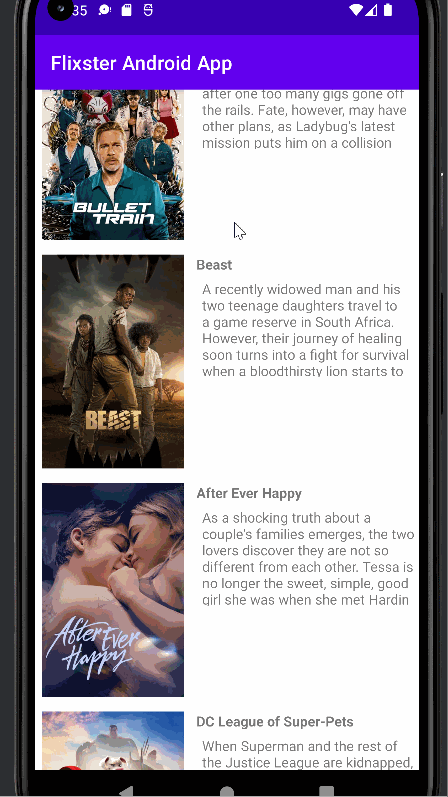 35
Flixster Android App
after one too many gigs gone off
the rails. Fate, however, may have
other plans, as Ladybug's latest
mission puts him on a collision
BULLET
TRAIN
Beast
A recently widowed man and his
two teenage daughters travel to
a game reserve in South Africa.
However, their journey of healing
soon turns into a fight for survival
when a bloodthirsty lion starts to
BEAST
After Ever Happy
As a shocking truth about a
couple's families emerges, the two
lovers discover they are not so
different from each other. Tessa is
no longer the sweet, simple, good
girl she was when she met Hardin
After
Ever
Happy
DC League of Super-Pets
When Superman and the rest of
the Justice League are kidnapped,